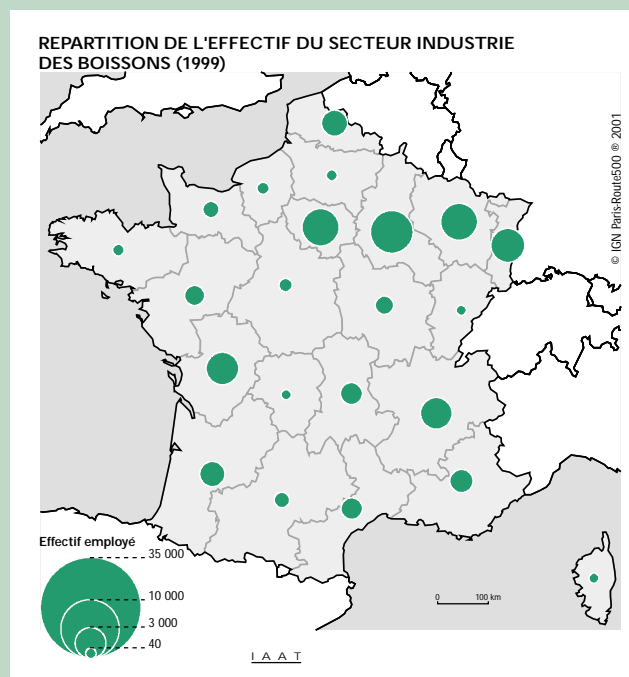 REPARTITION DE L'EFFECTIF DU SECTEUR INDUSTRIE
DES BOISSONS (1999)
© IGN Paris-Route500 ® 2001
Effectif employé
35 000
10 000
3 000
40
0 100 km
I A A T